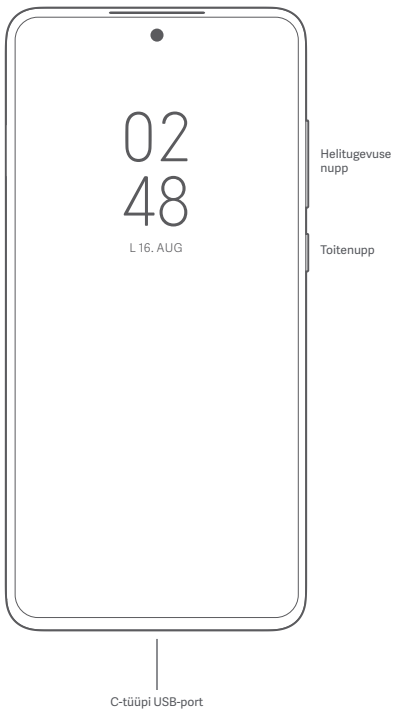 02
48
L 16. AUG
Helitugevuse
nupp
Toitenupp
C-tüüpi USB-port